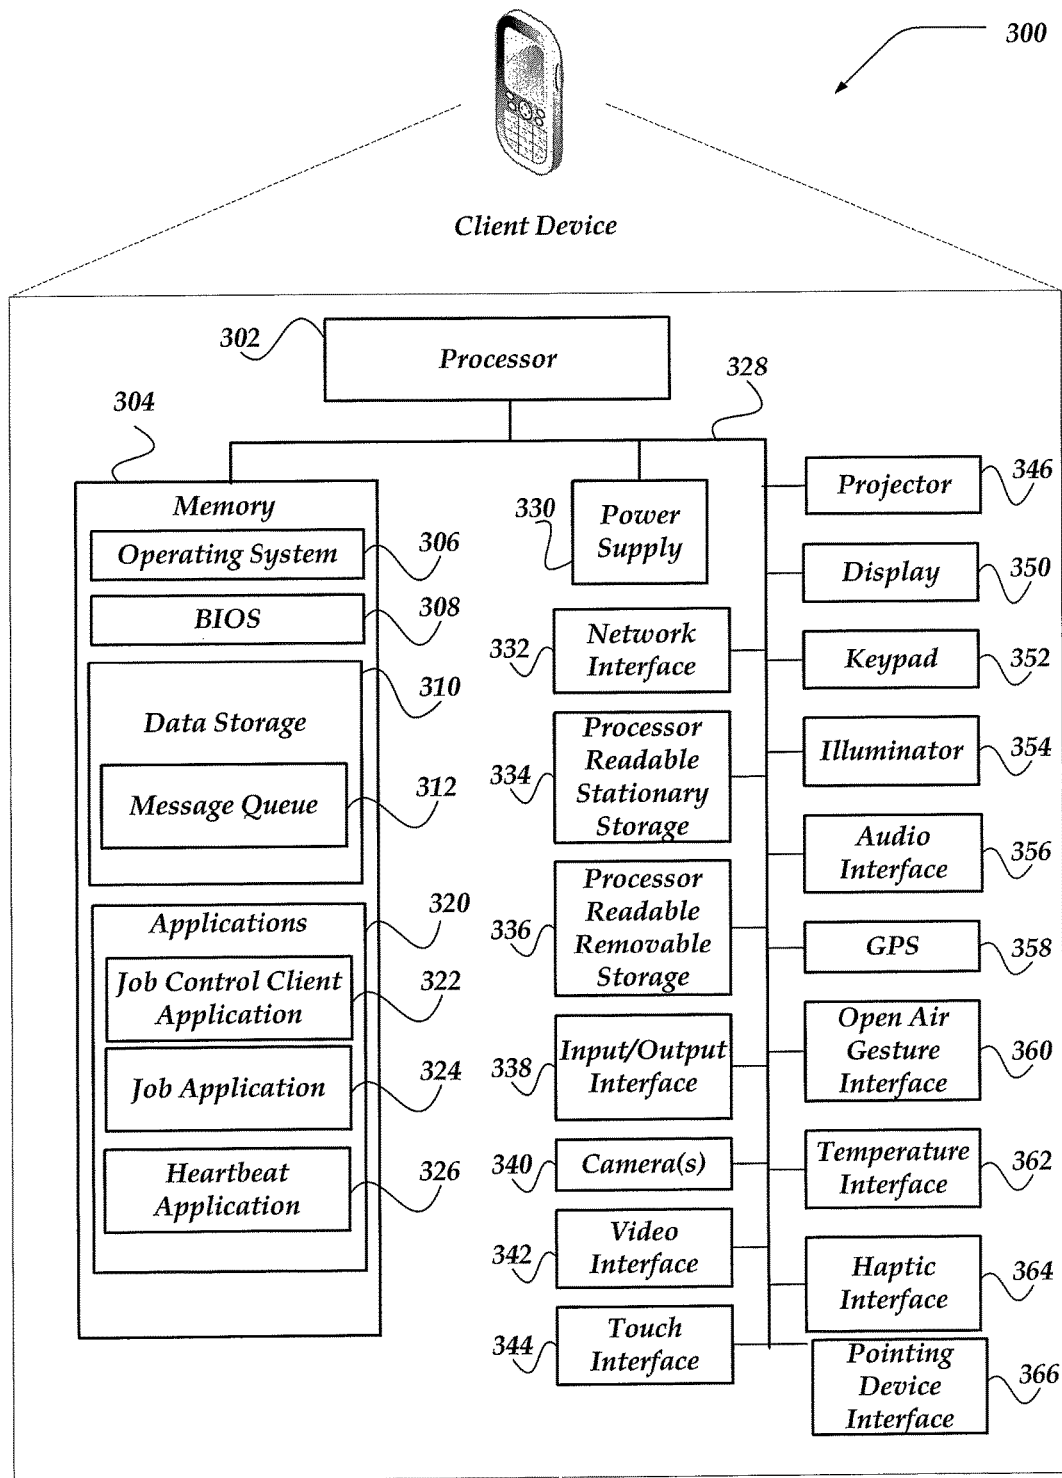 300
Client Device
302
Processor
328
304
Memory
Operating System
306
BIOS
308
310
Data Storage
312
Message Queue
Applications
320
Job Control Client
Application
322
Job Application
324
Heartbeat
Application
326
330
Power
Supply
332
Network
Interface
334
Processor
Readable
Stationary
Storage
336
Processor
Readable
Removable
Storage
338
Input/Output
Interface
340
Camera(s)
342
Video
Interface
344
Touch
Interface
Projector
346
Display
350
Keypad
352
Illuminator
354
Audio
Interface
356
GPS
358
Open Air
Gesture
Interface
360
Temperature
Interface
362
Haptic
Interface
364
Pointing
Device
Interface
366